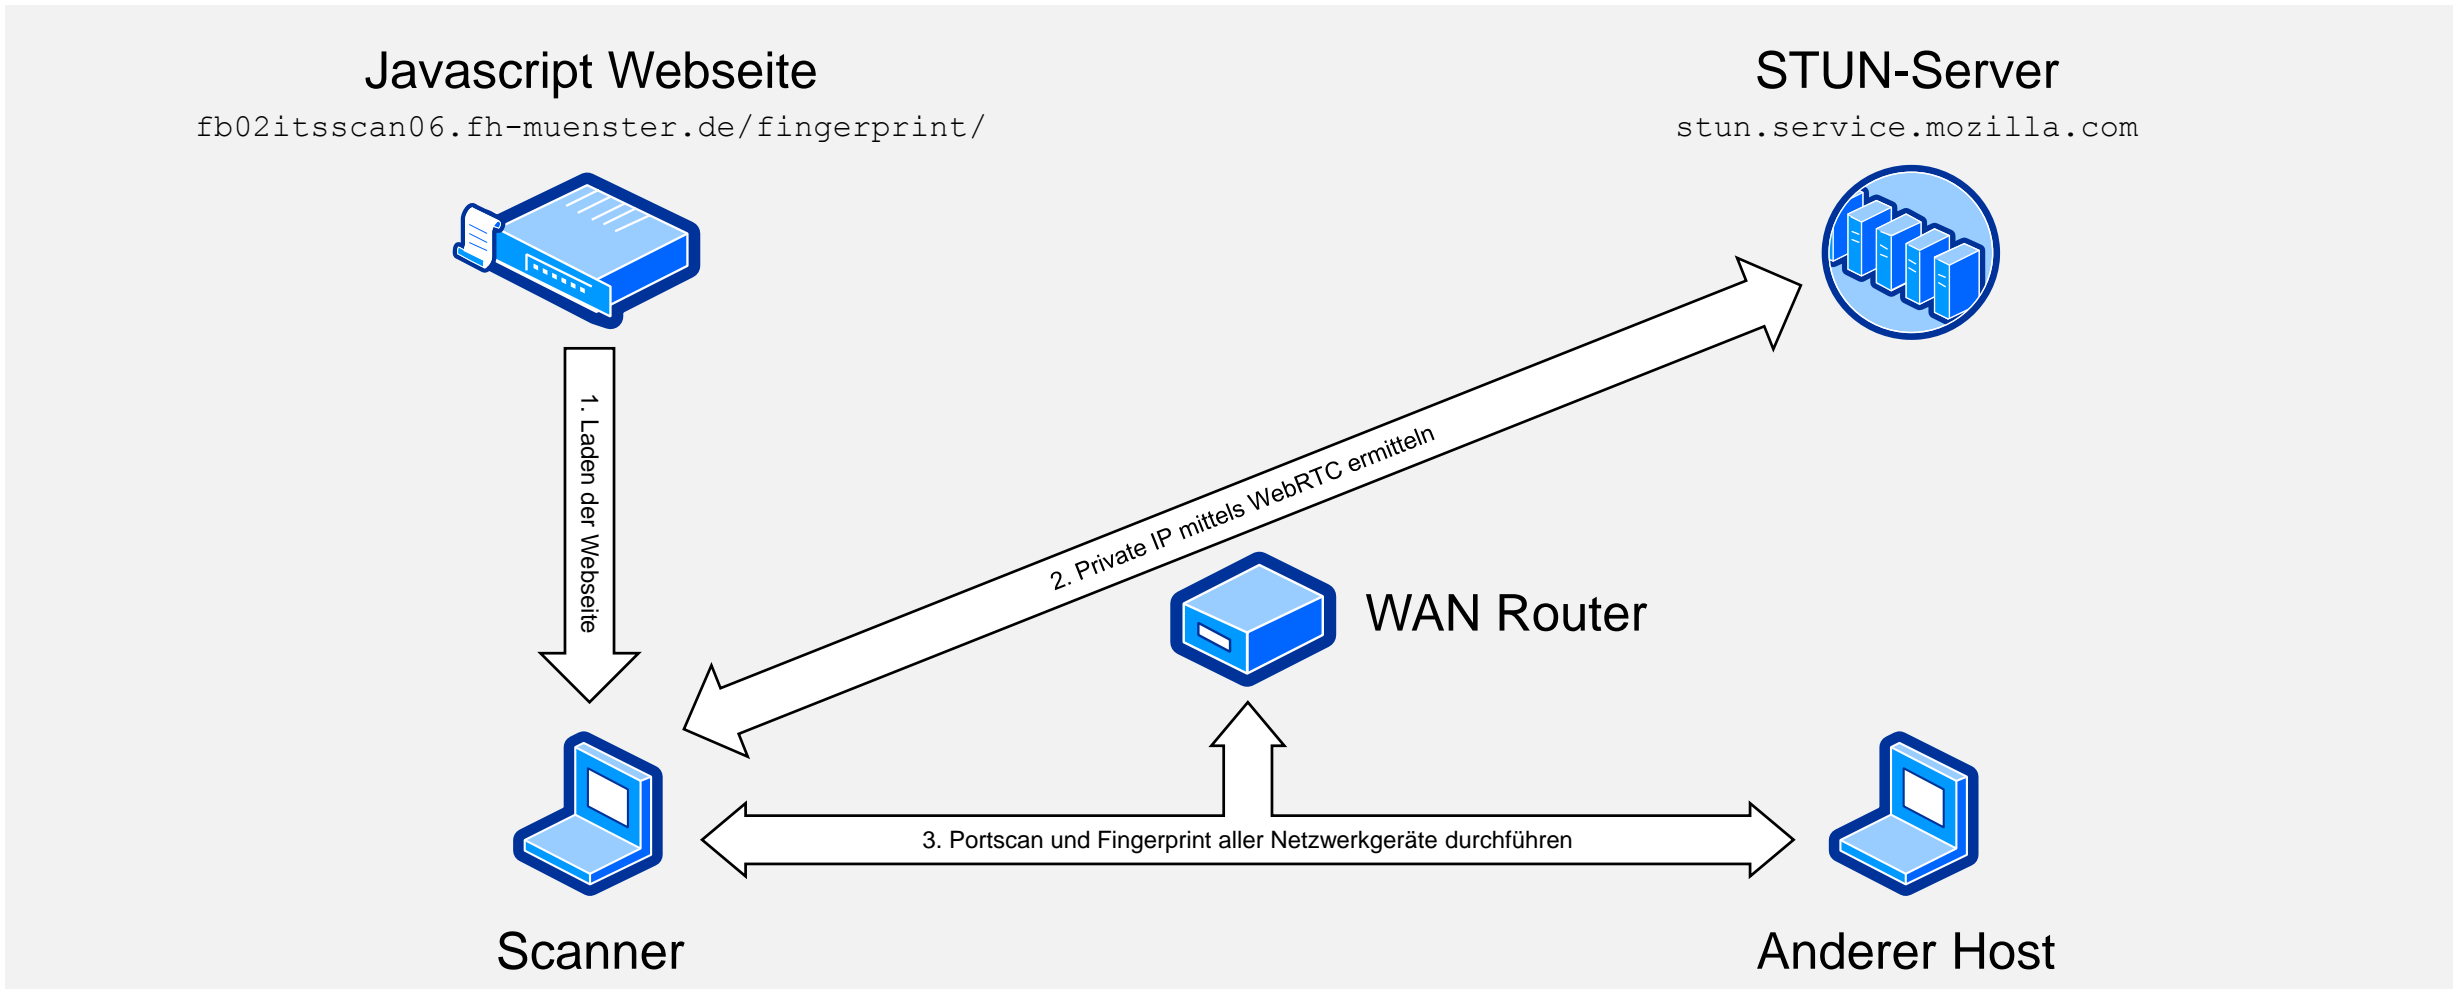 Javascript Webseite
fb02itsscan06.fh-muenster.de/fingerprint/
STUN-Server
stun.service.mozilla.com
1. Laden der Webseite
2. Private IP mittels WebRTC ermitteln
WAN Router
3. Portscan und Fingerprint aller Netzwerkgeräte durchführen
Scanner
Anderer Host